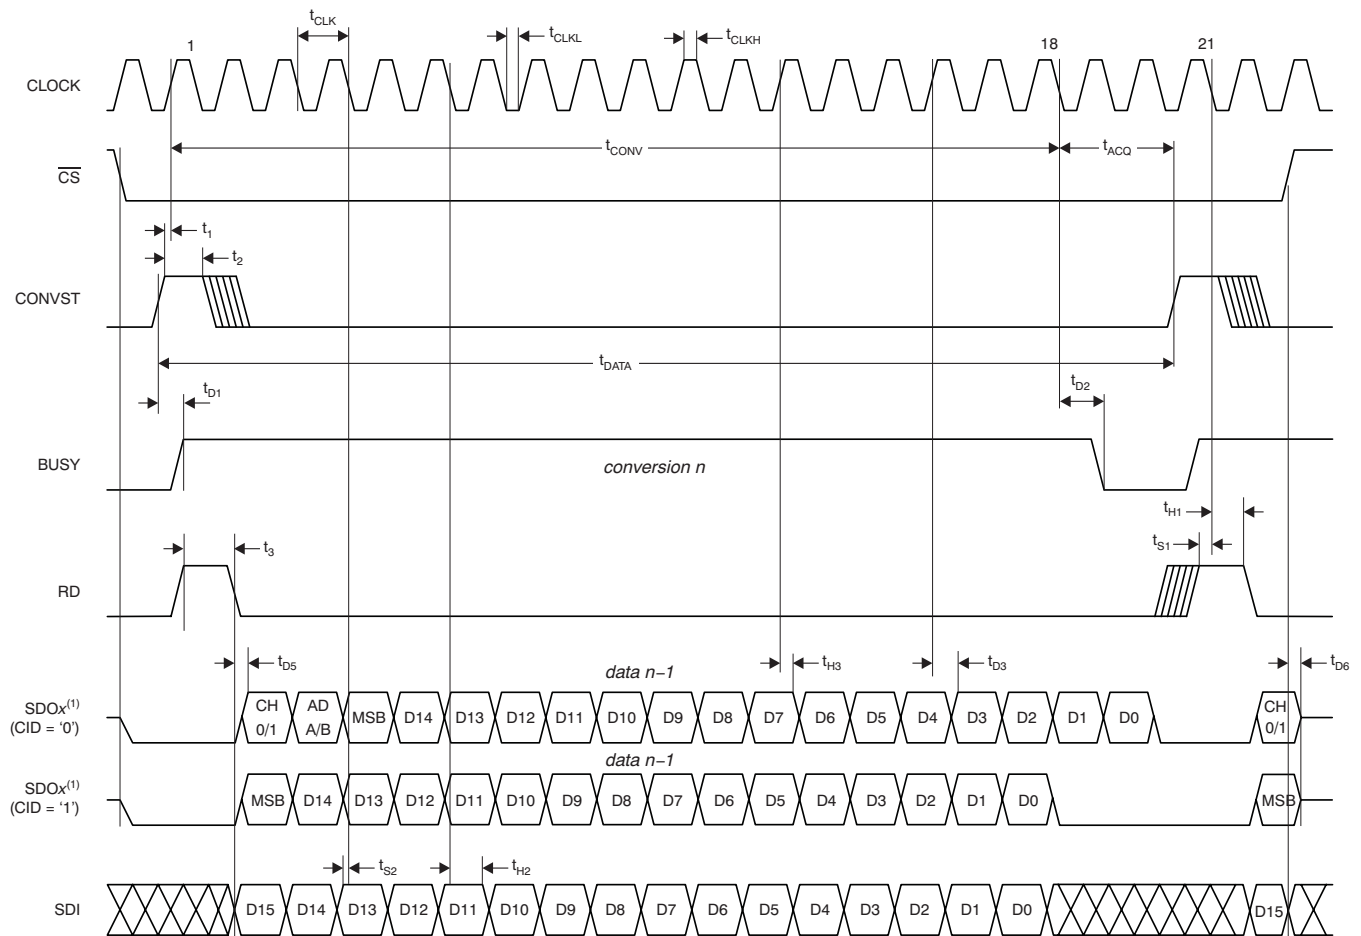 tCLK
1
tCLKL
tCLKH
18
21
CLOCK
tCONV
tACQ
CS
t1
t2
CONVST
tDATA
tD1
tD2
BUSY
conversion n
tH1
t3
tS1
RD
tD5
data n−1
tH3
tD3
tD6
SDOx(1)
(CID = ‘0’)
CH
0/1
AD
A/B
MSB D14 D13 D12 D11 D10 D9 D8 D7 D6 D5 D4 D3 D2 D1 D0
CH
0/1
data n−1
SDOx(1)
(CID = ‘1’)
MSB D14 D13 D12 D11 D10 D9 D8 D7 D6 D5 D4 D3 D2 D1 D0 MSB
tS2
tH2
SDI
D15 D14 D13 D12 D11 D10 D9 D8 D7 D6 D5 D4 D3 D2 D1 D0 D15